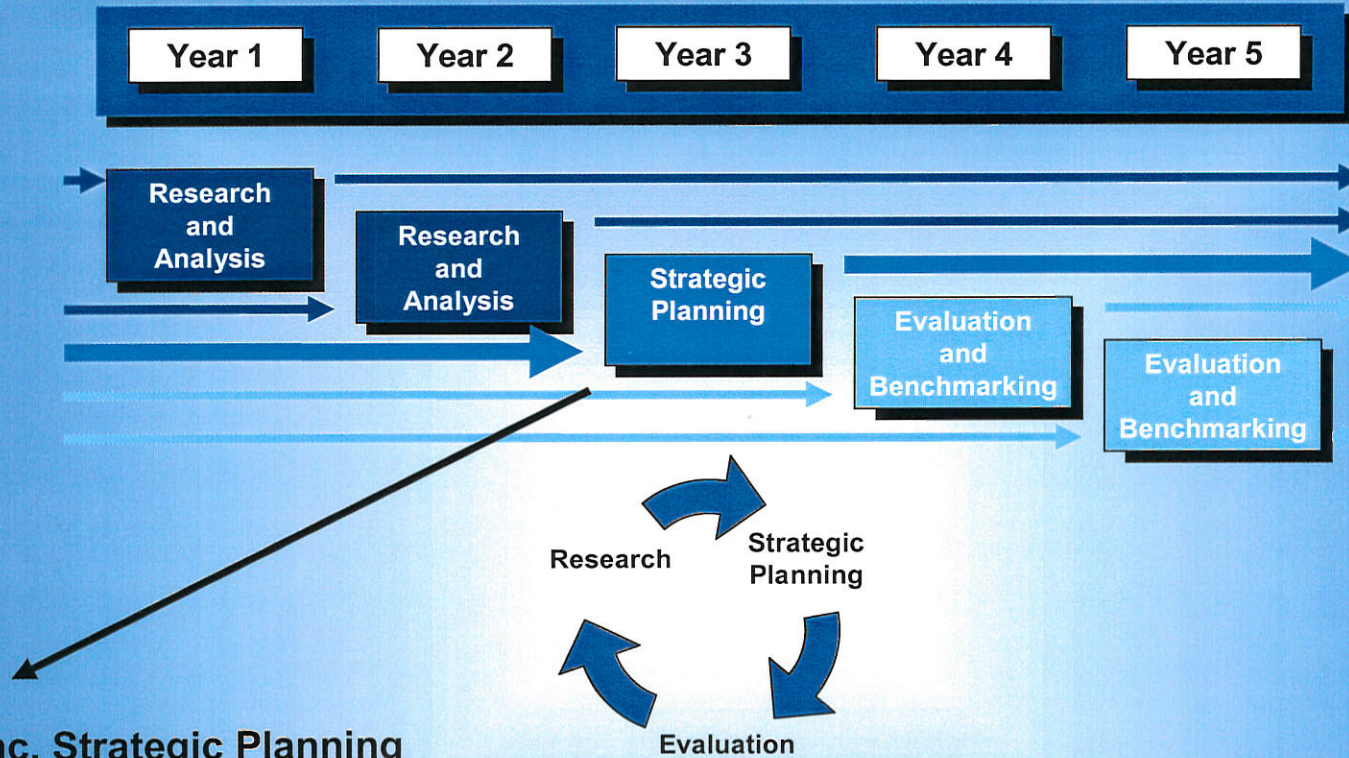 Year 1
Year 2
Year 3
Year 4
Year 5
Research
and
Analysis
Research
and
Analysis
Strategic
Planning
Evaluation
and
Benchmarking
Evaluation
and
Benchmarking
Research
Strategic
Planning
Evaluation
nc. Strategic Planning